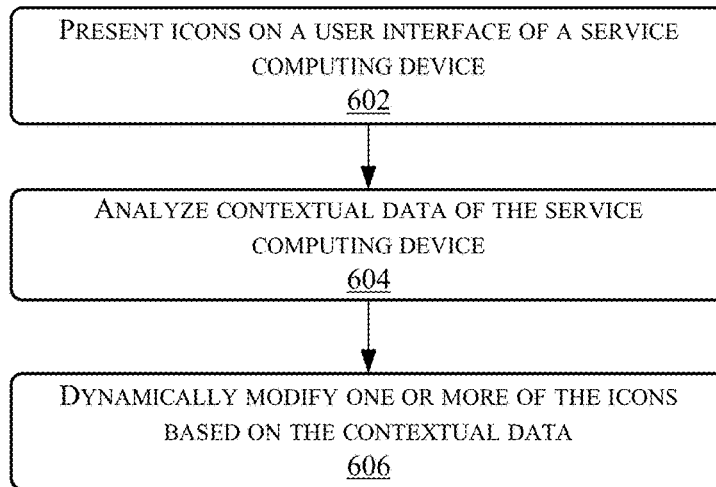 PRESENT ICONS ON A USER INTERFACE OF A SERVICE
COMPUTING DEVICE
602
ANALYZE CONTEXTUAL DATA OF THE SERVICE
COMPUTING DEVICE
604
DYNAMICALLY MODIFY ONE OR MORE OF THE ICONS
BASED ON THE CONTEXTUAL DATA
606